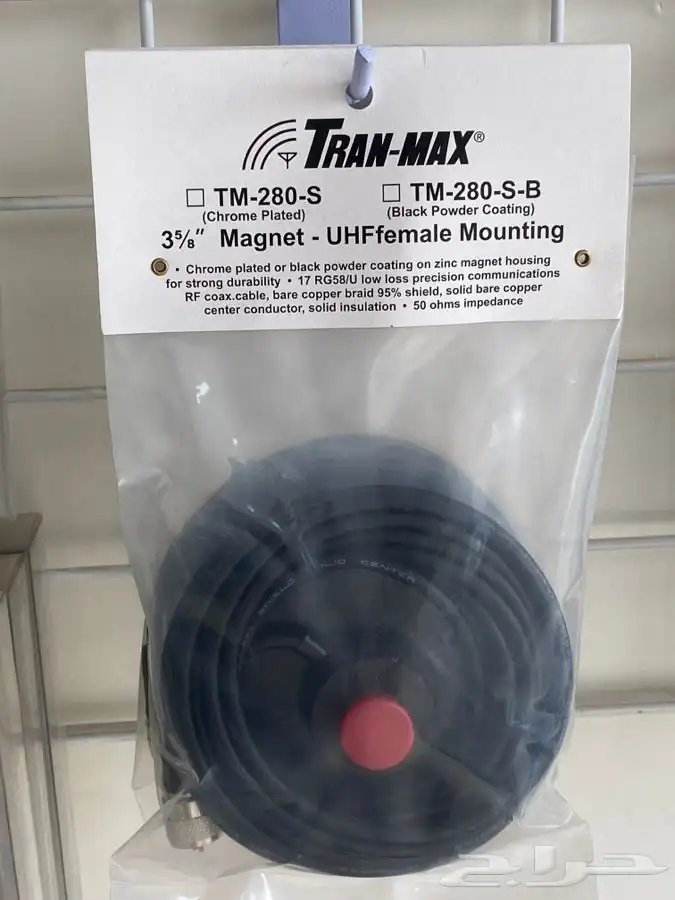 TRAN-MAX®
☐ TM-280-S ☐ TM-280-S-B
(Chrome Plated) (Black Powder Coating)
3⅝" Magnet - UHFfemale Mounting
• Chrome plated or black powder coating on zinc magnet housing
for strong durability • 17 RG58/U low loss precision communications
RF coax.cable, bare copper braid 95% shield, solid bare copper
center conductor, solid insulation • 50 ohms impedance
CENTER
حراج